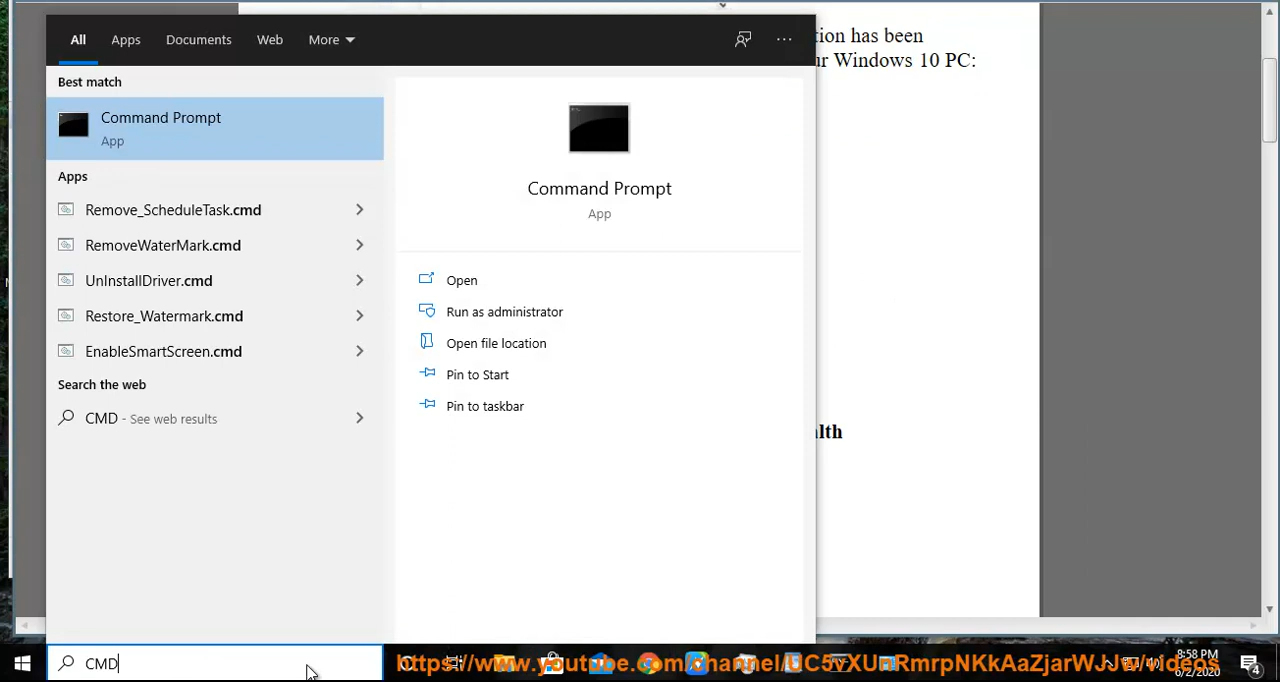 All Apps Documents Web More
Best match
Command Prompt
App
Apps
Remove_ScheduleTask.cmd
RemoveWaterMark.cmd
UnInstallDriver.cmd
Restore_Watermark.cmd
EnableSmartScreen.cmd
Search the web
CMD - See web results
Command Prompt
App
Open
Run as administrator
Open file location
Pin to Start
Pin to taskbar
tion has been
ur Windows 10 PC:
alth
CMD
8:58 PM
6/2/2020
4